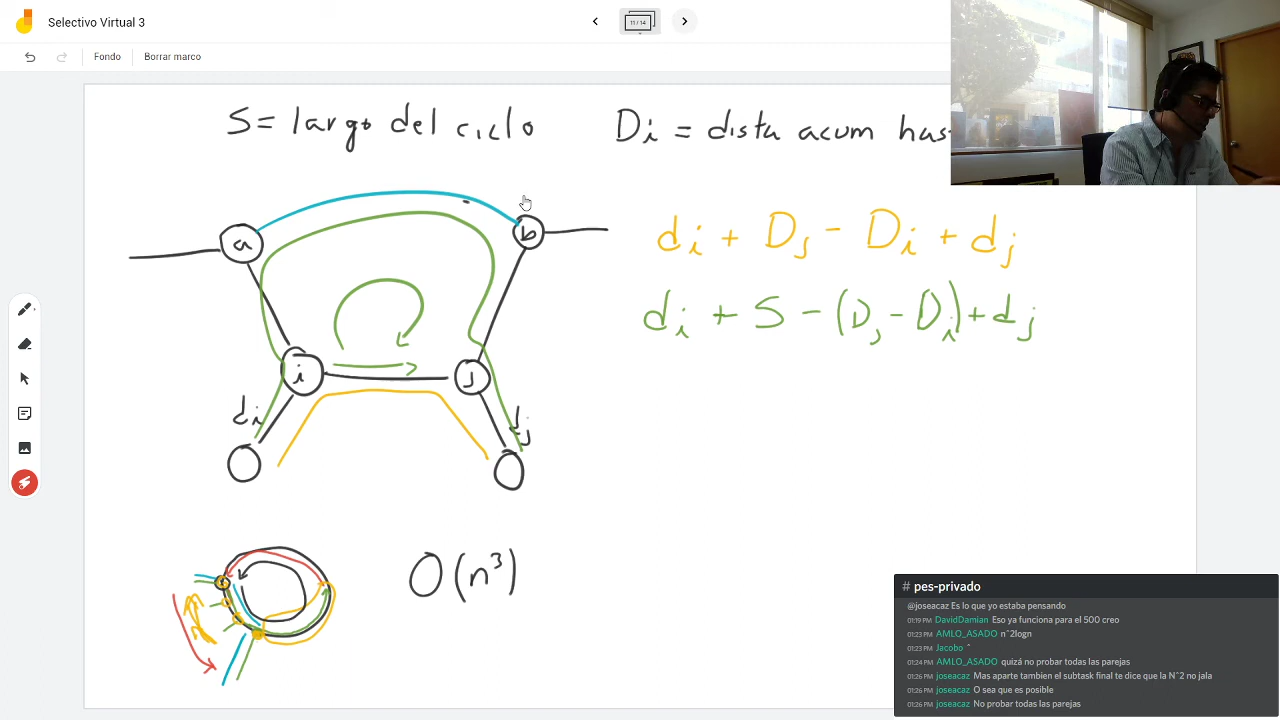 Selectivo Virtual 3
11 / 14
Fondo
Borrar marco
S = largo del ciclo
Di = dista acum has
a
b
di + Dj - Di + dj
di + S - (Dj - Di) + dj
i
j
di
dj
O(n³)
# pes-privado
@joseacaz Es lo que yo estaba pensando
01:19 PM DavidDamian Eso ya funciona para el 500 creo
01:23 PM AMLO_ASADO n^2logn
01:23 PM Jacobo ^
01:24 PM AMLO_ASADO quizá no probar todas las parejas
01:26 PM joseacaz Mas aparte tambien el subtask final te dice que la N^2 no jala
01:26 PM joseacaz O sea que es posible
01:26 PM joseacaz No probar todas las parejas